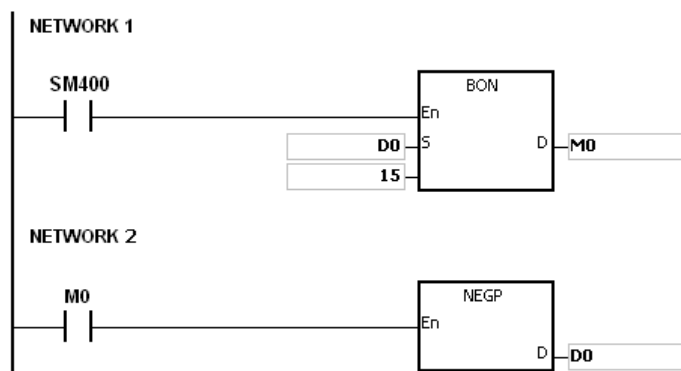 NETWORK 1
SM400
BON
En
D0 S D M0
15
NETWORK 2
M0
NEGP
En
D D0